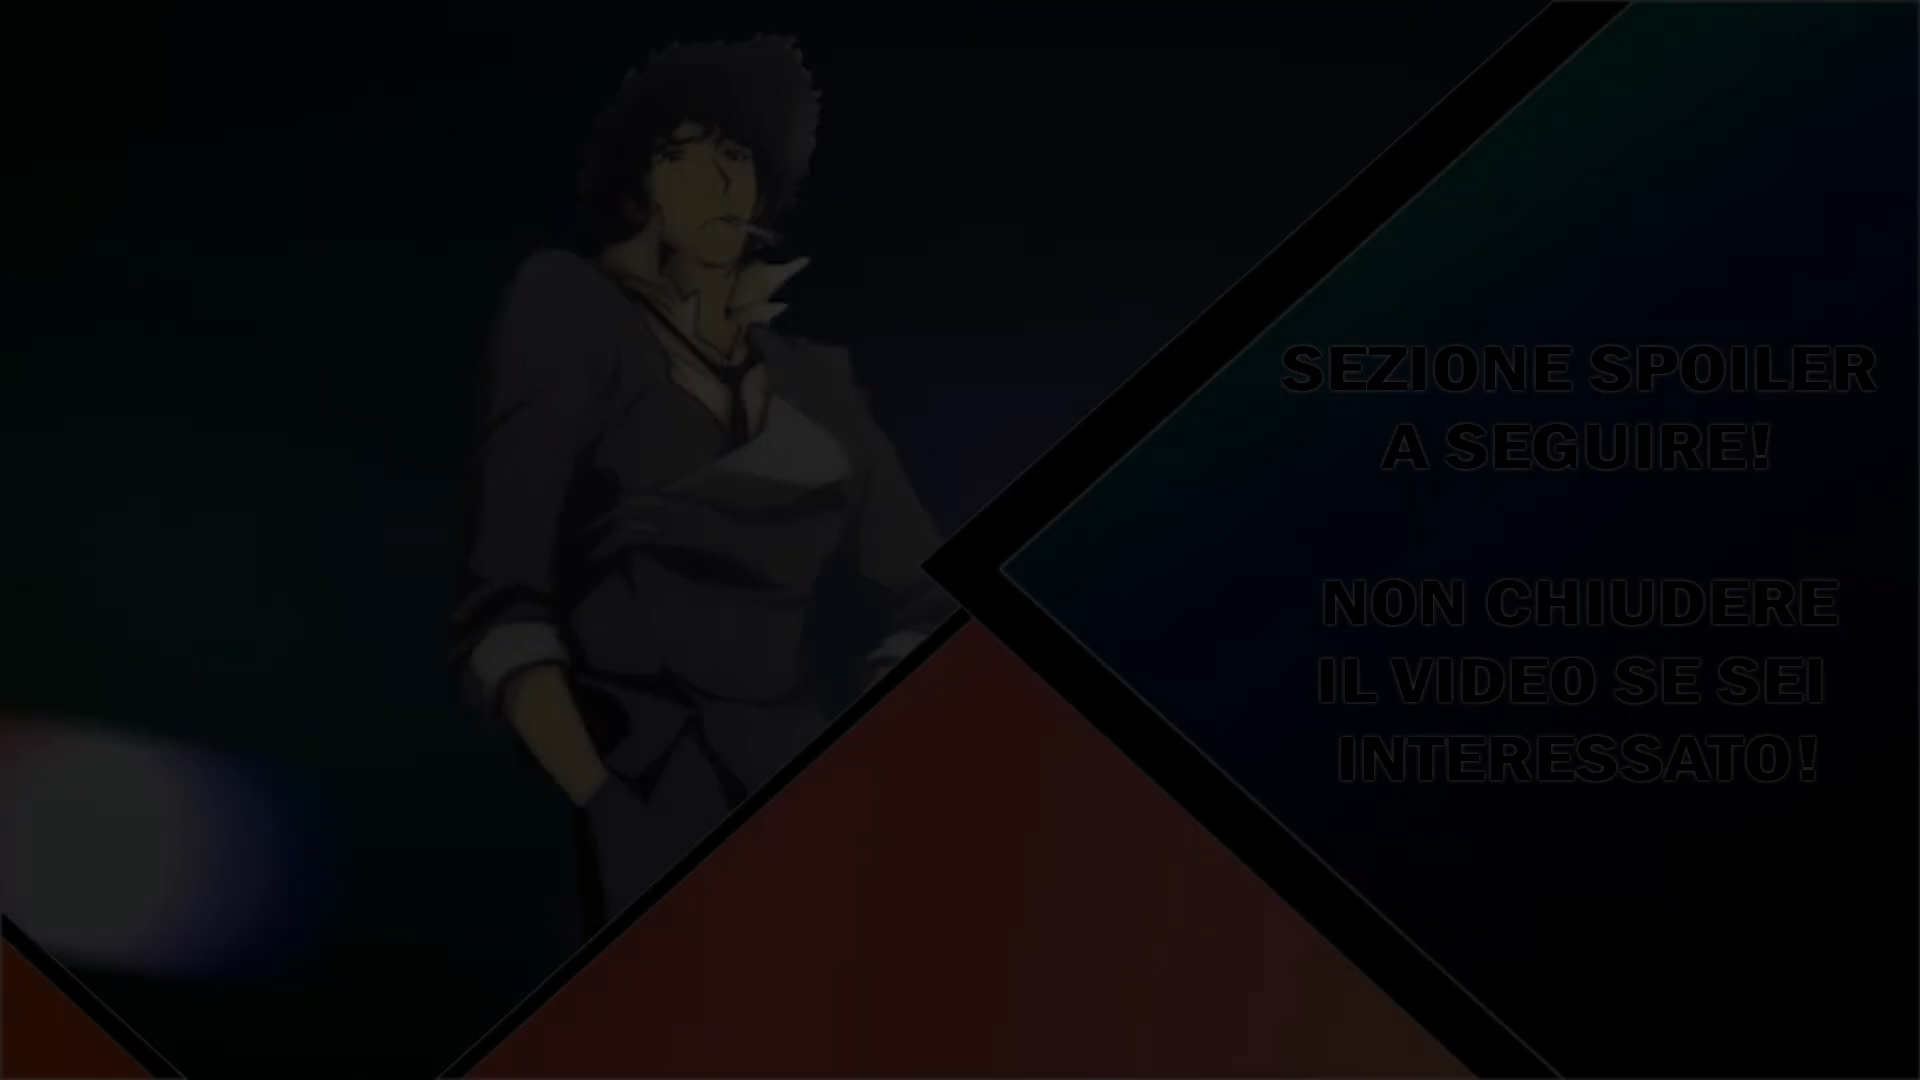 SEZIONE SPOILER
A SEGUIRE!
NON CHIUDERE
IL VIDEO SE SEI
INTERESSATO!